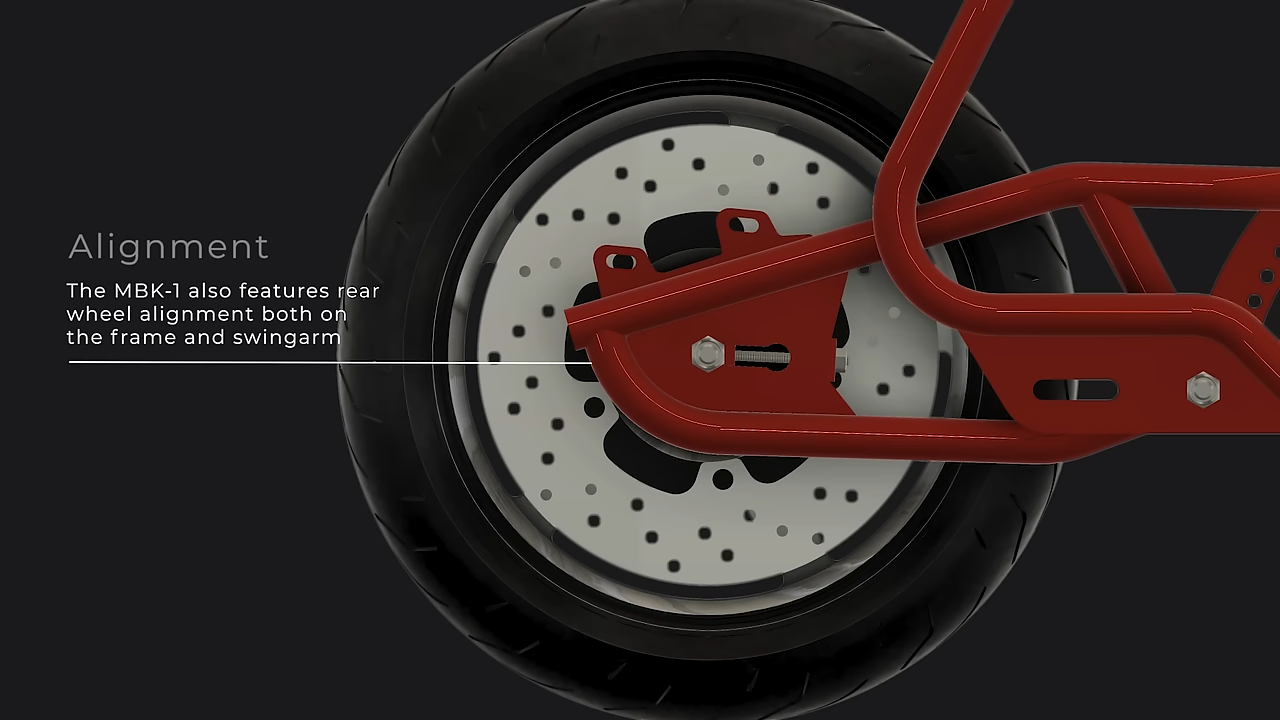 Alignment
The MBK-1 also features rear
wheel alignment both on
the frame and swingarm